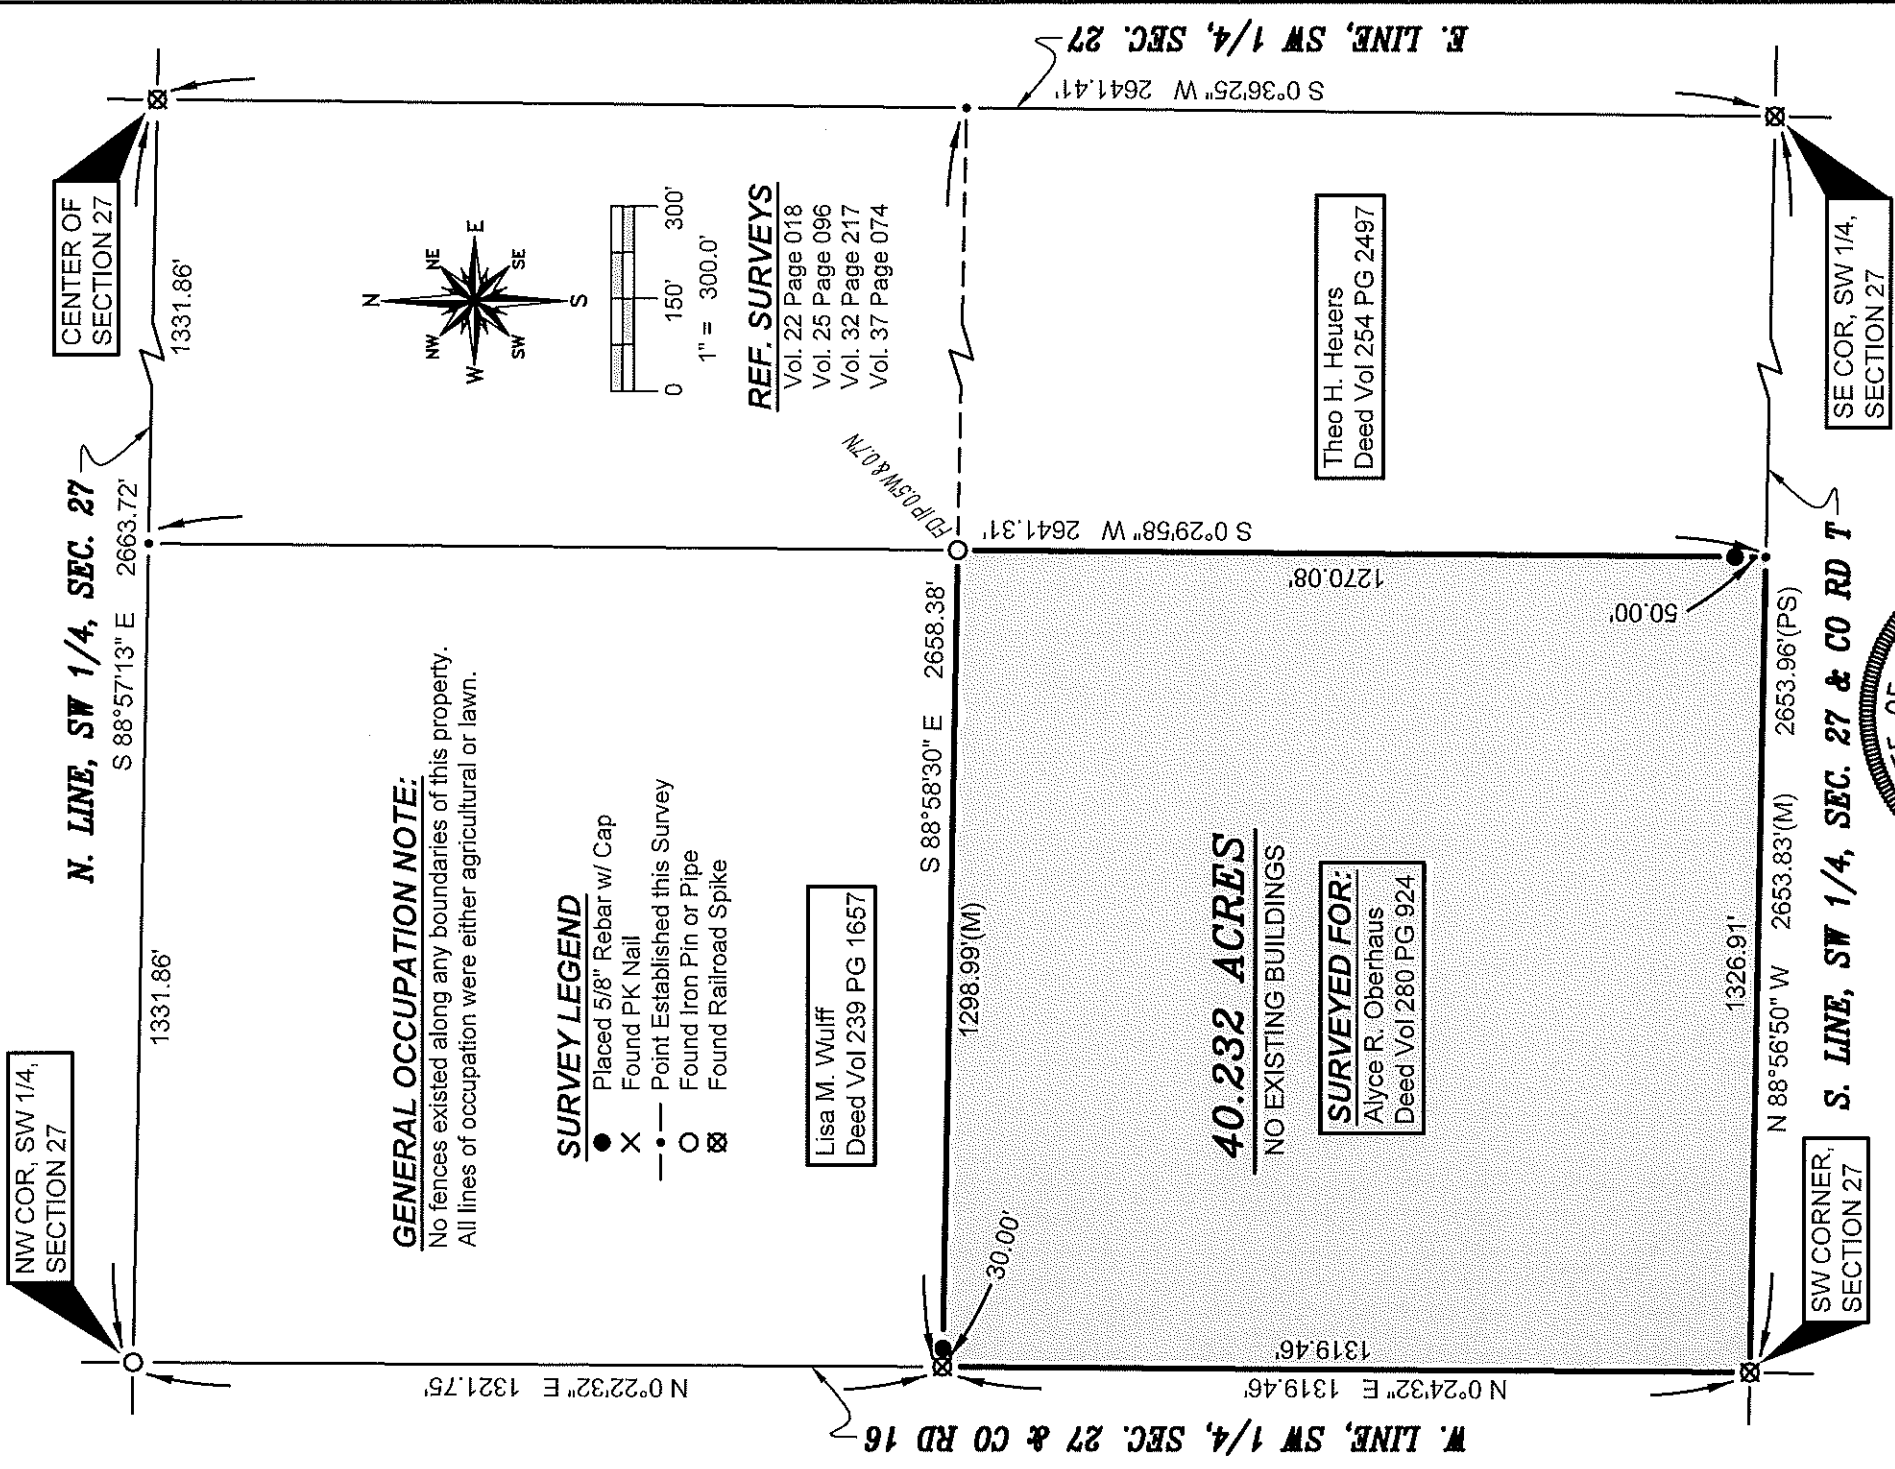 N. LINE, SW 1/4, SEC. 27
S 88°57'13" E 2663.72'
NW COR, SW 1/4,
SECTION 27
CENTER OF
SECTION 27
1331.86'
1331.86'
N
NE
E
SE
S
SW
W
NW
0 150' 300'
1" = 300.0'
REF. SURVEYS
Vol. 22 Page 018
Vol. 25 Page 096
Vol. 32 Page 217
Vol. 37 Page 074
GENERAL OCCUPATION NOTE:
No fences existed along any boundaries of this property.
All lines of occupation were either agricultural or lawn.
SURVEY LEGEND
Placed 5/8" Rebar w/ Cap
Found PK Nail
Point Established this Survey
Found Iron Pin or Pipe
Found Railroad Spike
Lisa M. Wulff
Deed Vol 239 PG 1657
FD IP 0.5'W & 0.7'N
S 88°58'30" E 2658.38'
1298.99'(M)
30.00'
N 0°22'32" E 1321.75'
W. LINE, SW 1/4, SEC. 27 & CO RD 16
N 0°24'32" E 1319.46'
1319.46'
E. LINE, SW 1/4, SEC. 27
S 0°36'25" W 2641.41'
S 0°29'58" W 2641.31'
1270.08'
50.00'
Theo H. Heuers
Deed Vol 254 PG 2497
40.232 ACRES
NO EXISTING BUILDINGS
SURVEYED FOR:
Alyce R. Oberhaus
Deed Vol 280 PG 924
1326.91'
N 88°56'50" W 2653.83'(M) 2653.96'(PS)
S. LINE, SW 1/4, SEC. 27 & CO RD T
SW CORNER,
SECTION 27
SE COR, SW 1/4,
SECTION 27